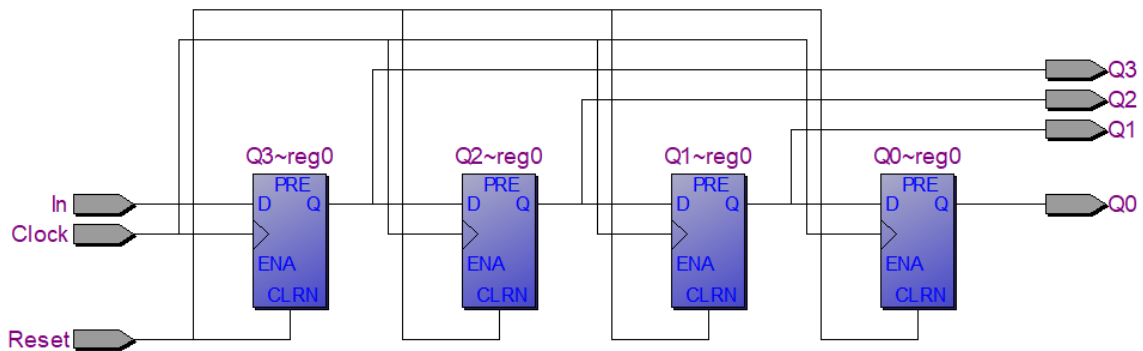 Q3
Q2
Q1
Q3~reg0 Q2~reg0 Q1~reg0 Q0~reg0
PRE PRE PRE PRE
In D Q D Q D Q D Q Q0
Clock
ENA ENA ENA ENA
CLRN CLRN CLRN CLRN
Reset